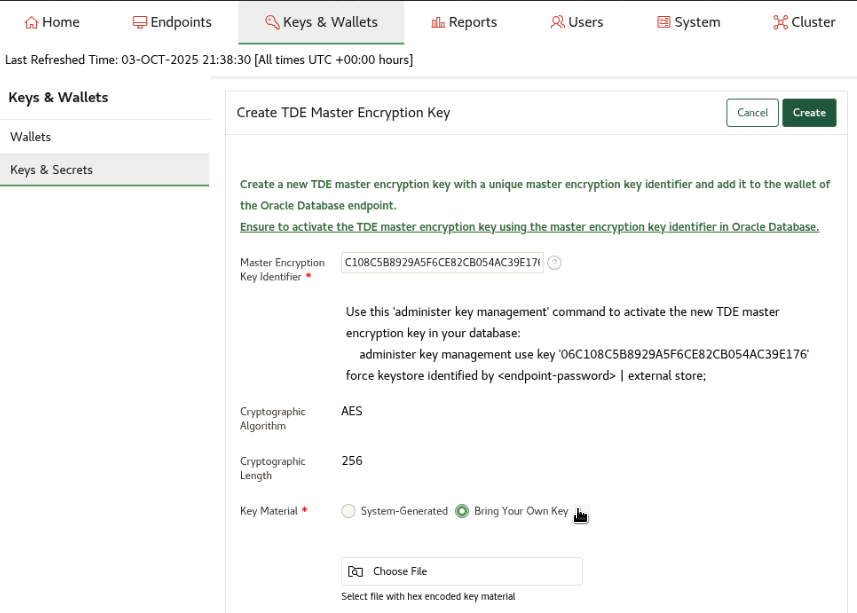 Home
Endpoints
Keys & Wallets
Reports
Users
System
Cluster
Last Refreshed Time: 03-OCT-2025 21:38:30 [All times UTC +00:00 hours]
Keys & Wallets
Wallets
Keys & Secrets
Create TDE Master Encryption Key
Cancel
Create
Create a new TDE master encryption key with a unique master encryption key identifier and add it to the wallet of
the Oracle Database endpoint.
Ensure to activate the TDE master encryption key using the master encryption key identifier in Oracle Database.
Master Encryption
Key Identifier *
C108C5B8929A5F6CE82CB054AC39E176
?
Use this 'administer key management' command to activate the new TDE master
encryption key in your database:
administer key management use key '06C108C5B8929A5F6CE82CB054AC39E176'
force keystore identified by <endpoint-password> | external store;
Cryptographic
Algorithm
AES
Cryptographic
Length
256
Key Material *
System-Generated
Bring Your Own Key
Choose File
Select file with hex encoded key material